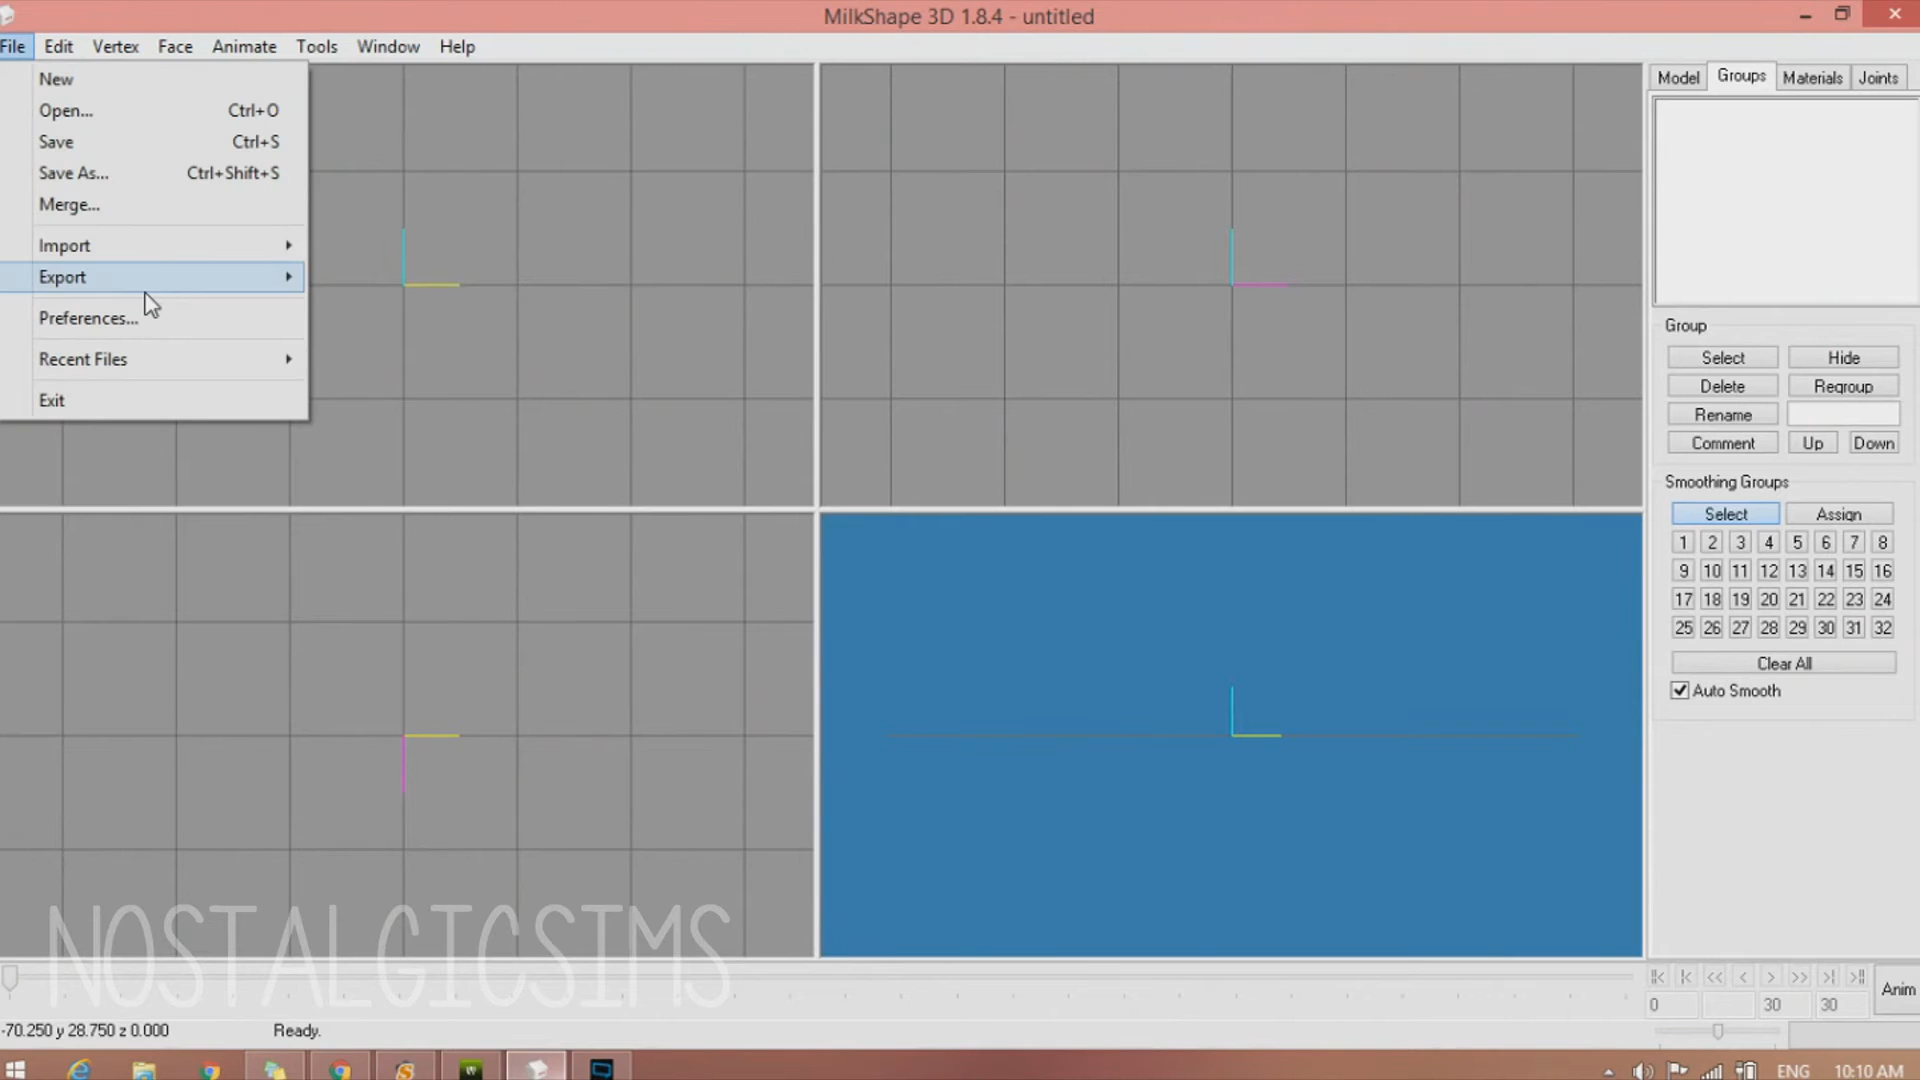 MilkShape 3D 1.8.4 - untitled
File Edit Vertex Face Animate Tools Window Help
New
Open... Ctrl+O
Save Ctrl+S
Save As... Ctrl+Shift+S
Merge...
Import
Export
Preferences...
Recent Files
Exit
Model Groups Materials Joints
Group
Select Hide
Delete Regroup
Rename
Comment Up Down
Smoothing Groups
Select Assign
1 2 3 4 5 6 7 8
9 10 11 12 13 14 15 16
17 18 19 20 21 22 23 24
25 26 27 28 29 30 31 32
Clear All
Auto Smooth
NOSTALGICSIMS
0 30 30 Anim
-70.250 y 28.750 z 0.000 Ready.
ENG 10:10 AM